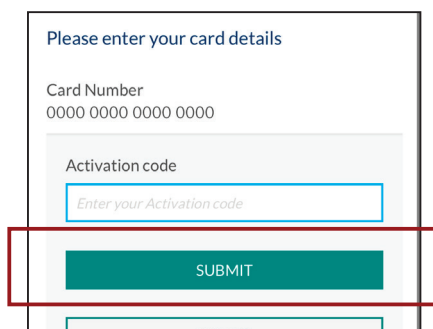 Please enter your card details
Card Number
0000 0000 0000 0000
Activation code
Enter your Activation code
SUBMIT